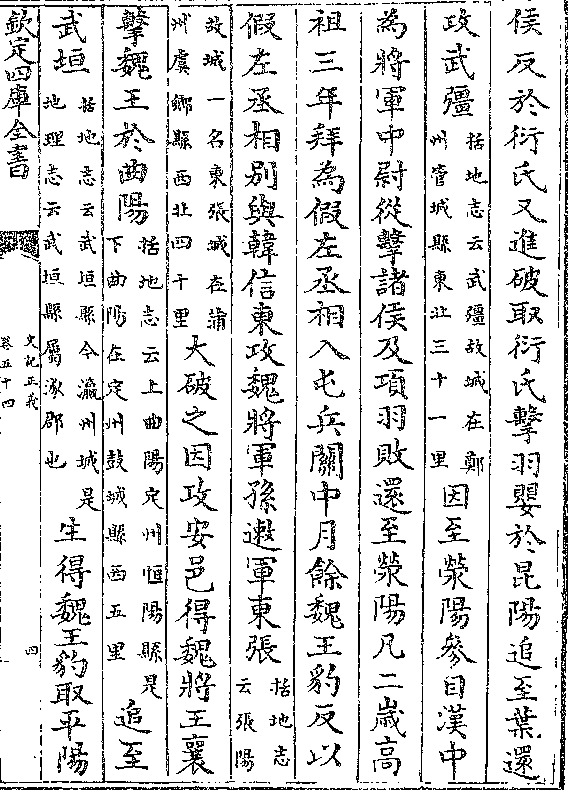 侯反於衍氏又進破取衍氏擊羽嬰於昆陽追至葉還
攻武彊括地志云武彊故城在鄭州管城縣東北三十一里因至滎陽參自漢中
為將軍中尉從擊諸侯及項羽敗還至滎陽凡二嵗髙
祖三年拜為假左丞相入屯兵關中月餘魏王豹反以
假左丞相别與韓信東攻魏將軍孫遫軍東張括地志云張陽
故城一名東張城在蒲州虞鄉縣西北四十里大破之因攻安邑得魏將王襄
擊魏王於曲陽括地志云上曲陽定州恒陽縣是下曲陽在定州鼓城縣西五里追至
武垣括地志云武垣縣今瀛州城是地理志云武垣縣屬涿郡也生得魏王豹取平陽
欽定四庫全書
史記正義
卷五十四
四